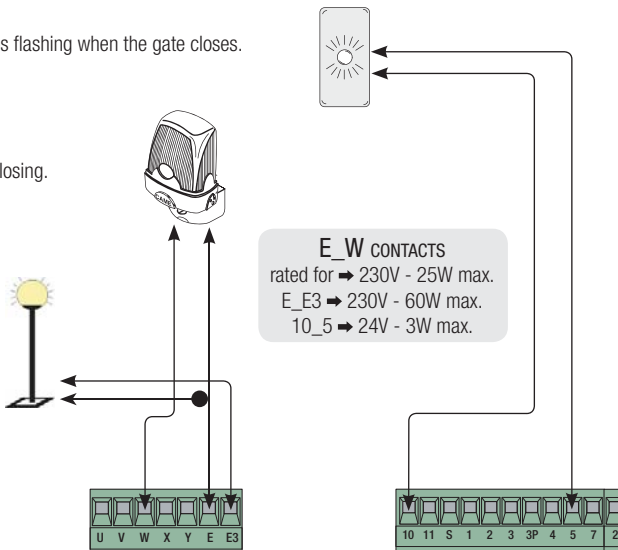 s flashing when the gate closes.
losing.
CAME
E_W CONTACTS
rated for ➡ 230V - 25W max.
E_E3 ➡ 230V - 60W max.
10_5 ➡ 24V - 3W max.
U V W X Y E E3
10 11 S 1 2 3 3P 4 5 7 2